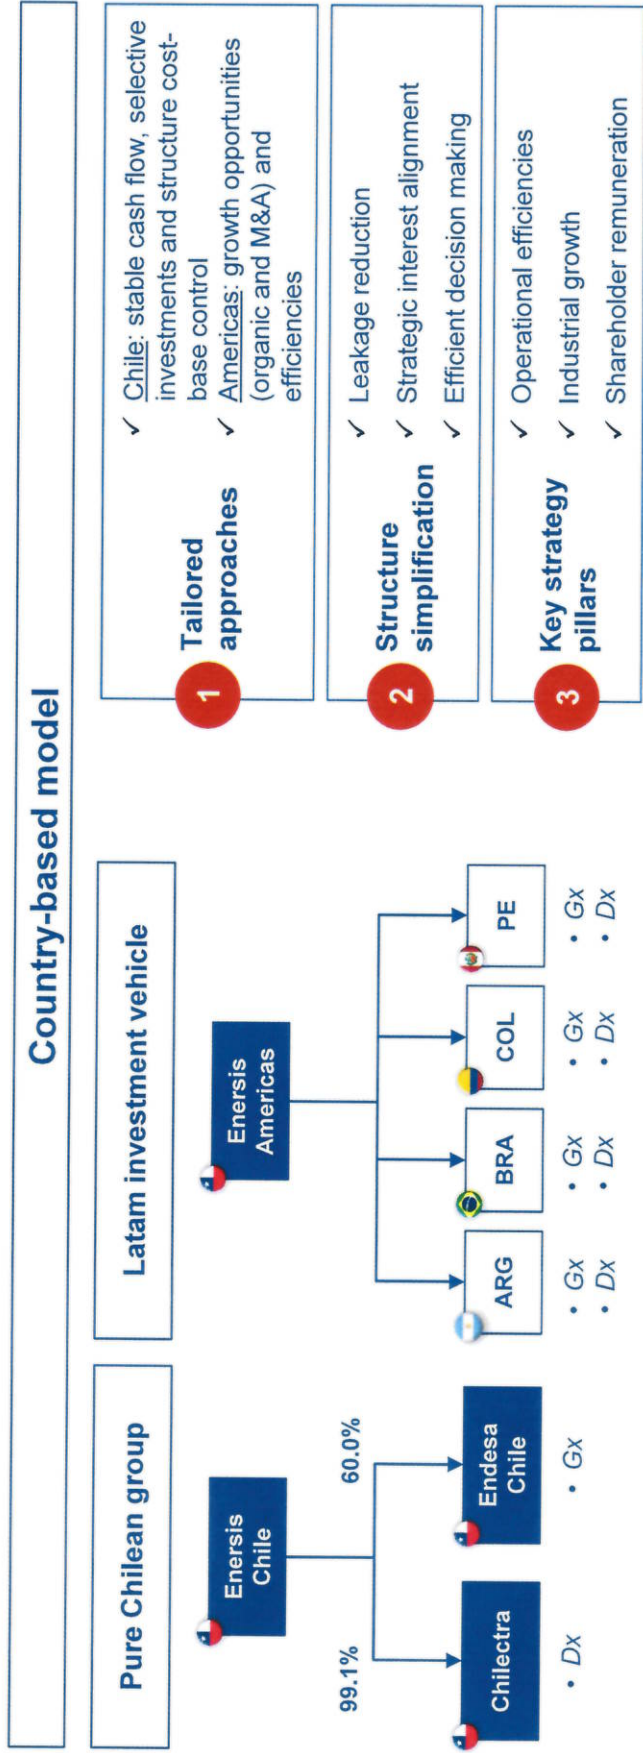 Country-based model
Pure Chilean group
Enersis
Chile
99.1%
60.0%
Chilectra
Endesa
Chile
• Dx
• Gx
Latam investment vehicle
Enersis
Americas
ARG
BRA
COL
PE
• Gx
• Dx
• Gx
• Dx
• Gx
• Dx
• Gx
• Dx
1
Tailored
approaches
✓ Chile: stable cash flow, selective
investments and structure cost-
base control
✓ Americas: growth opportunities
(organic and M&A) and
efficiencies
2
Structure
simplification
✓ Leakage reduction
✓ Strategic interest alignment
✓ Efficient decision making
3
Key strategy
pillars
✓ Operational efficiencies
✓ Industrial growth
✓ Shareholder remuneration